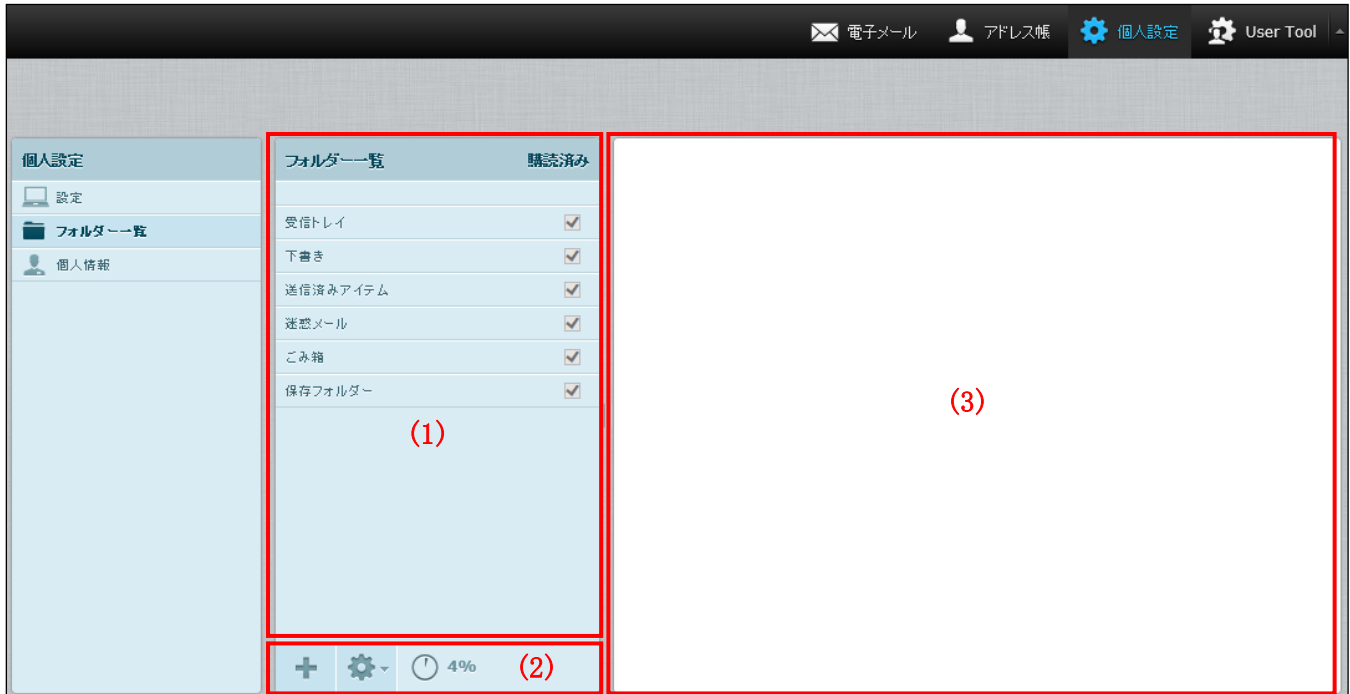 電子メール アドレス帳 個人設定 User Tool
個人設定
設定
フォルダー一覧
個人情報
フォルダー一覧 購読済み
受信トレイ
下書き
送信済みアイテム
迷惑メール
ごみ箱
保存フォルダー
(1)
4% (2)
(3)